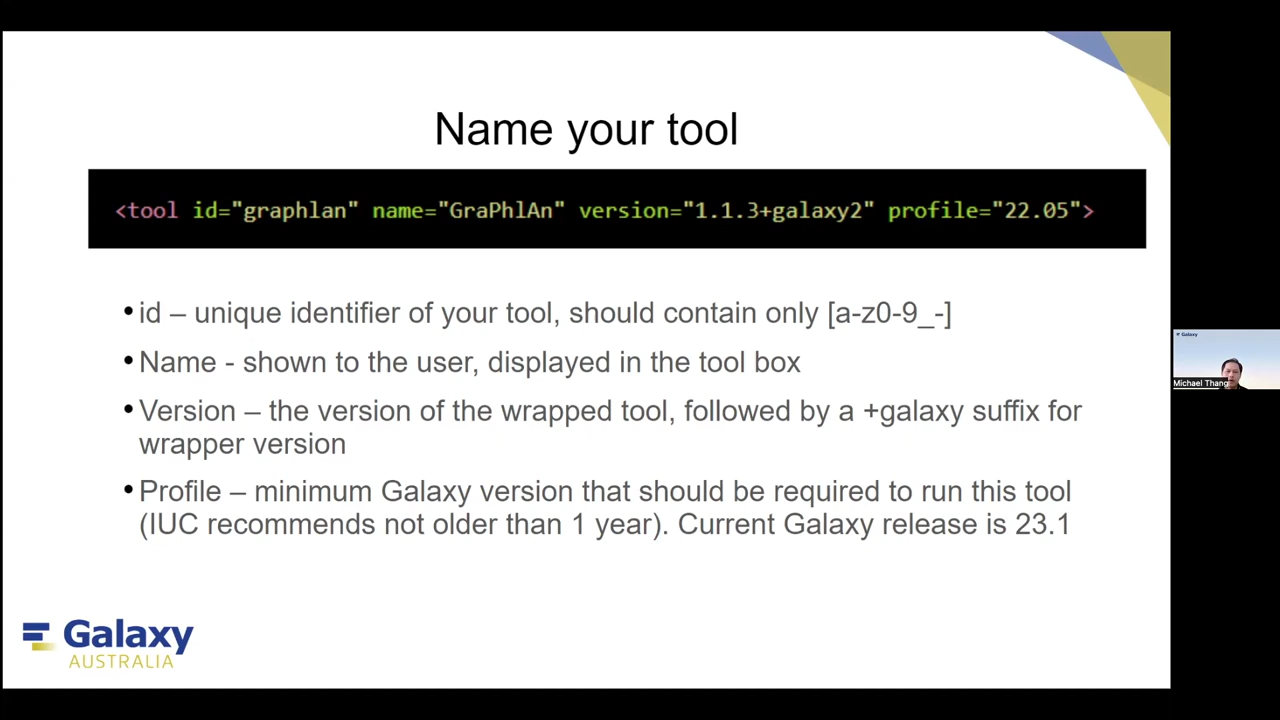 Name your tool
<tool id="graphlan" name="GraPhlAn" version="1.1.3+galaxy2" profile="22.05">
•id – unique identifier of your tool, should contain only [a-z0-9_-]
•Name - shown to the user, displayed in the tool box
•Version – the version of the wrapped tool, followed by a +galaxy suffix for
wrapper version
•Profile – minimum Galaxy version that should be required to run this tool
(IUC recommends not older than 1 year). Current Galaxy release is 23.1
Galaxy
AUSTRALIA
Galaxy
Michael Thang